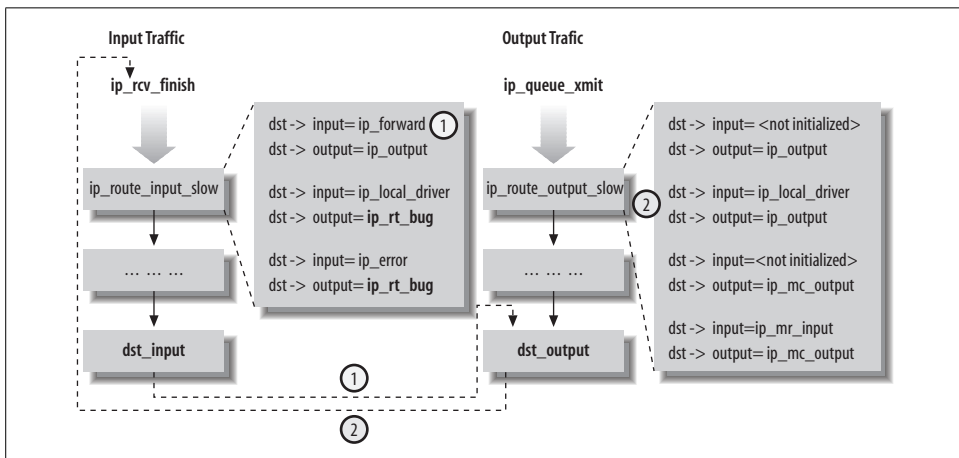 Input Traffic
ip_rcv_finish
ip_route_input_slow
... ... ...
dst_input
dst -> input= ip_forward 1
dst -> output= ip_output
dst -> input= ip_local_driver
dst -> output= ip_rt_bug
dst -> input= ip_error
dst -> output= ip_rt_bug
Output Trafic
ip_queue_xmit
ip_route_output_slow
2
... ... ...
dst_output
dst -> input= <not initialized>
dst -> output= ip_output
dst -> input= ip_local_driver
dst -> output= ip_output
dst -> input= <not initialized>
dst -> output= ip_mc_output
dst -> input=ip_mr_input
dst -> output= ip_mc_output
1
2